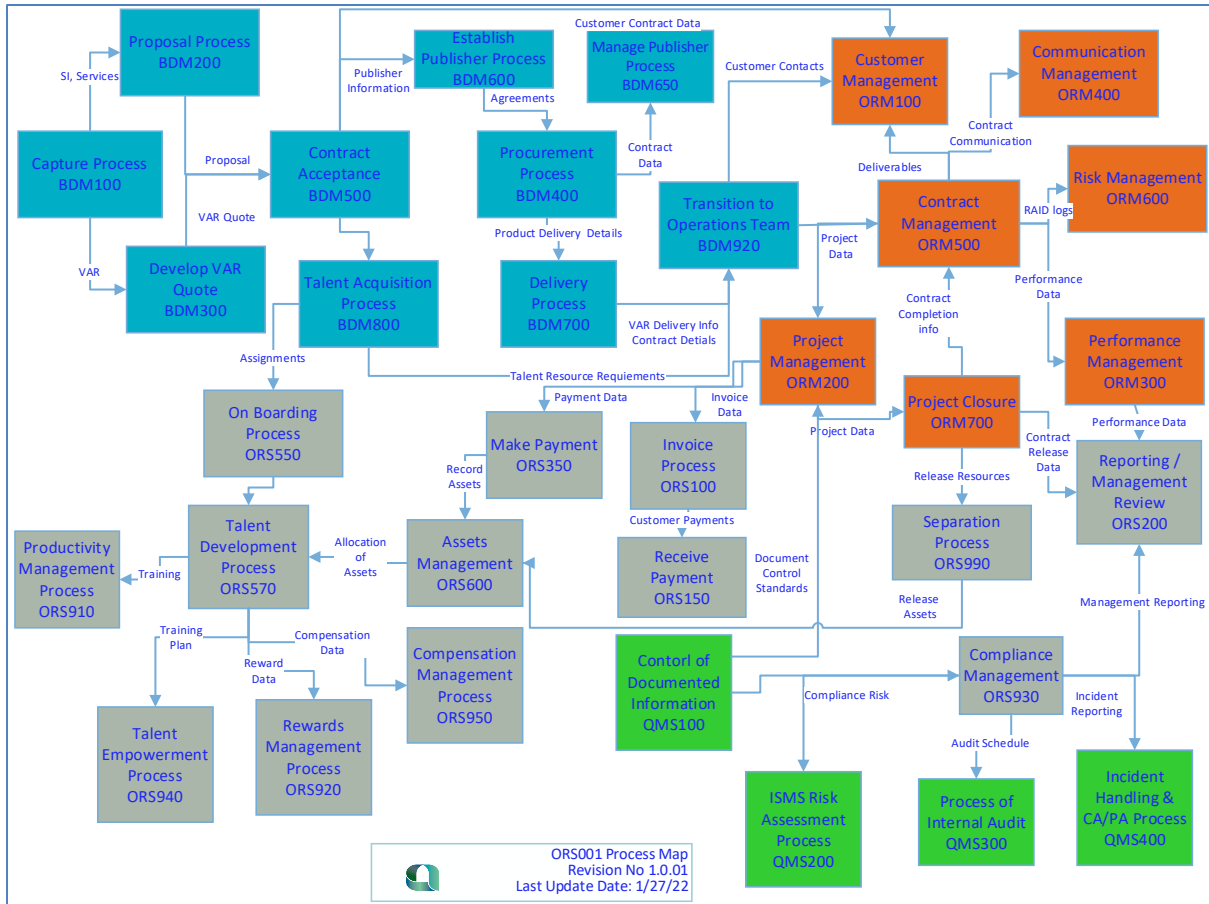 Customer Contract Data
Proposal Process
BDM200
SI, Services
Establish
Publisher Process
BDM600
Publisher
Information
Agreements
Manage Publisher
Process
BDM650
Customer Contacts
Customer
Management
ORM100
Communication
Management
ORM400
Contract
Communication
Capture Process
BDM100
Proposal
Contract
Acceptance
BDM500
Procurement
Process
BDM400
Contract
Data
Deliverables
Transition to
Operations Team
BDM920
Contract
Management
ORM500
RAID logs
Risk Management
ORM600
VAR Quote
VAR
Develop VAR
Quote
BDM300
Product Delivery Details
Talent Acquisition
Process
BDM800
Delivery
Process
BDM700
Project
Data
Performance
Data
VAR Delivery Info
Contract Detials
Contract
Completion
info
Project
Management
ORM200
Performance
Management
ORM300
Assignments
Talent Resource Requiements
Payment Data
Invoice
Data
Project Data
Project Closure
ORM700
Performance Data
On Boarding
Process
ORS550
Make Payment
ORS350
Invoice
Process
ORS100
Contract
Release
Data
Reporting /
Management
Review
ORS200
Record
Assets
Release Resources
Customer Payments
Productivity
Management
Process
ORS910
Training
Talent
Development
Process
ORS570
Allocation
of
Assets
Assets
Management
ORS600
Receive
Payment
ORS150
Document
Control
Standards
Separation
Process
ORS990
Release
Assets
Management Reporting
Training
Plan
Reward
Data
Compensation
Data
Compensation
Management
Process
ORS950
Contorl of
Documented
Information
QMS100
Compliance Risk
Compliance
Management
ORS930
Incident
Reporting
Audit Schedule
Talent
Empowerment
Process
ORS940
Rewards
Management
Process
ORS920
ISMS Risk
Assessment
Process
QMS200
Process of
Internal Audit
QMS300
Incident
Handling &
CA/PA Process
QMS400
ORS001 Process Map
Revision No 1.0.01
Last Update Date: 1/27/22